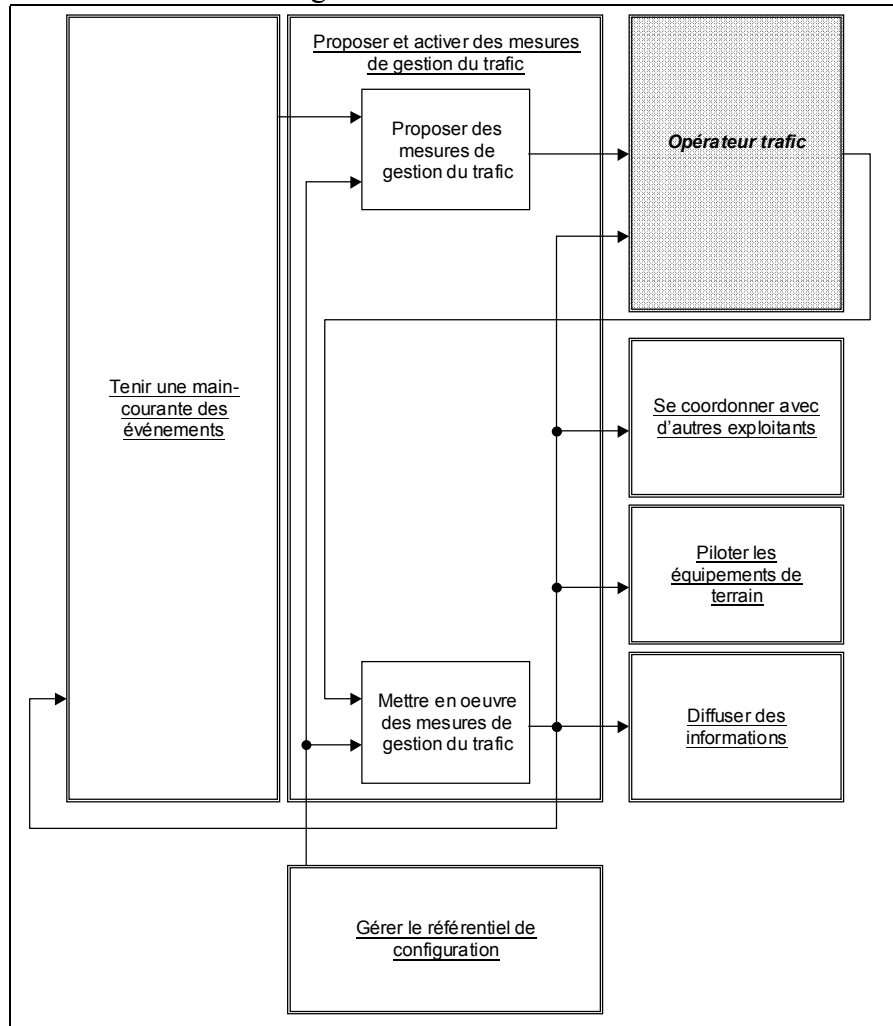 Proposer et activer des mesures
de gestion du trafic
Proposer des
mesures de
gestion du trafic
Opérateur trafic
Tenir une main-
courante des
événements
Se coordonner avec
d'autres exploitants
Piloter les
équipements de
terrain
Mettre en oeuvre
des mesures de
gestion du trafic
Diffuser des
informations
Gérer le référentiel de
configuration